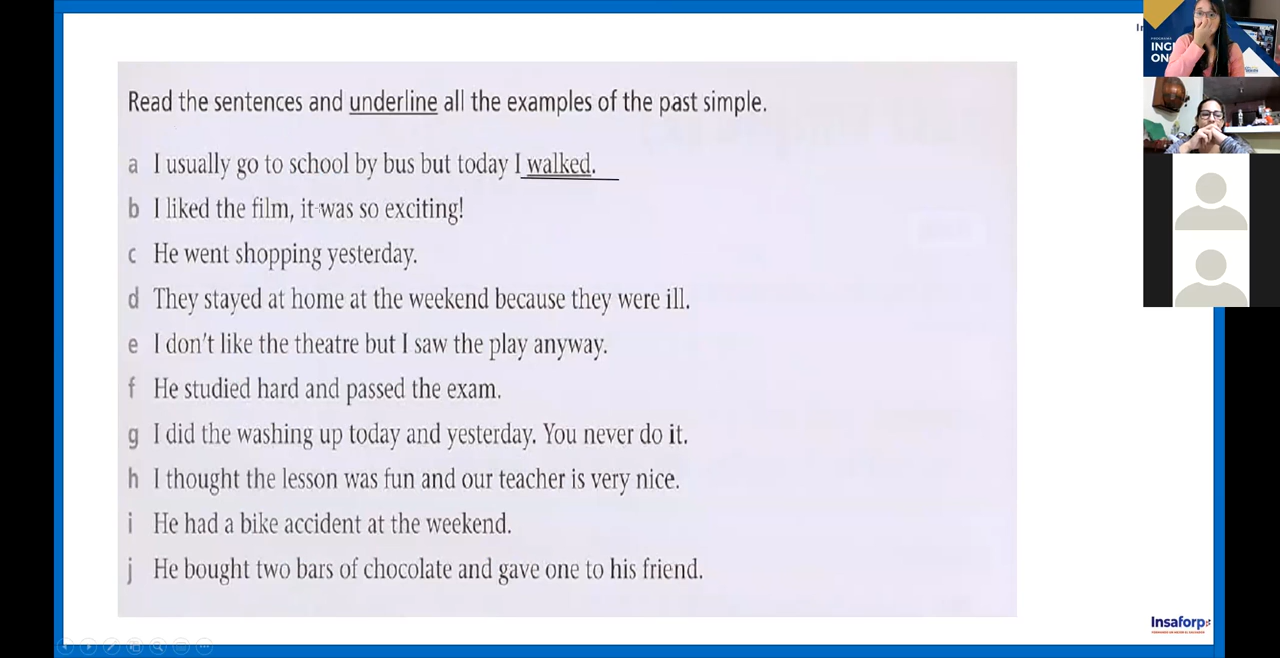 Read the sentences and underline all the examples of the past simple.
a I usually go to school by bus but today I walked.
b I liked the film, it was so exciting!
c He went shopping yesterday.
d They stayed at home at the weekend because they were ill.
e I don't like the theatre but I saw the play anyway.
f He studied hard and passed the exam.
g I did the washing up today and yesterday. You never do it.
h I thought the lesson was fun and our teacher is very nice.
i He had a bike accident at the weekend.
j He bought two bars of chocolate and gave one to his friend.
Insaforp